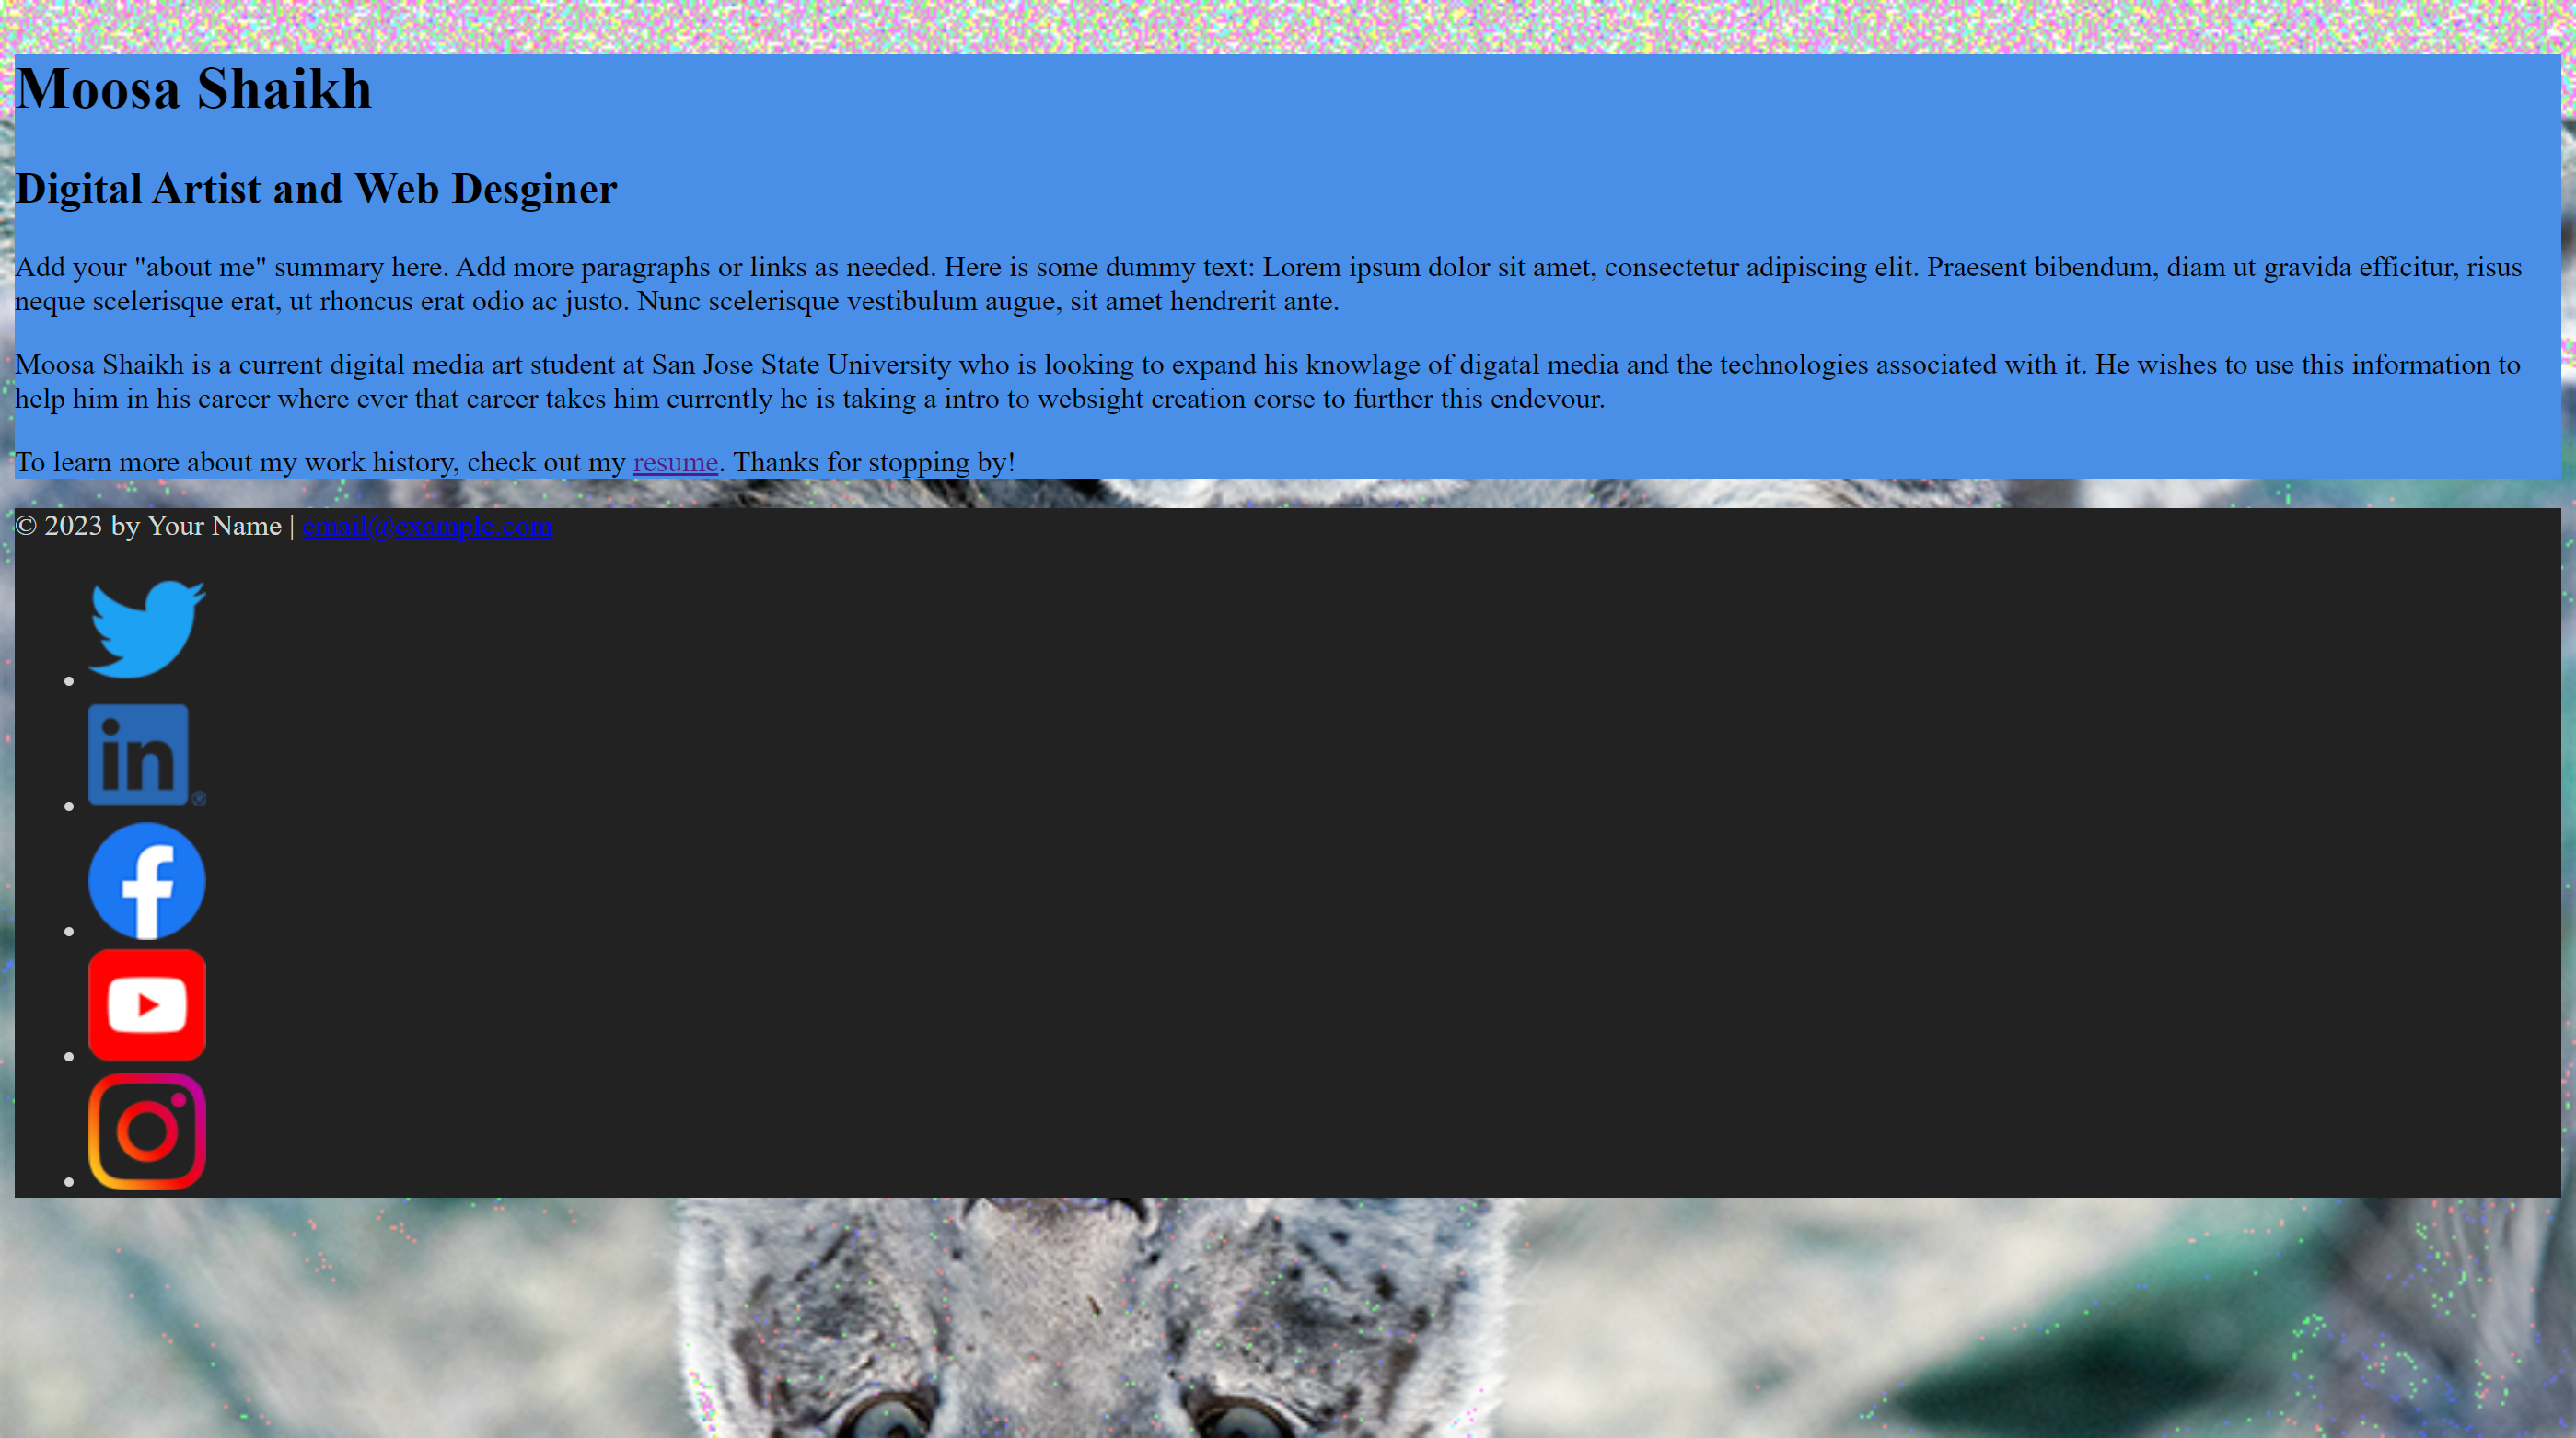 Moosa Shaikh
Digital Artist and Web Desginer
Add your "about me" summary here. Add more paragraphs or links as needed. Here is some dummy text: Lorem ipsum dolor sit amet, consectetur adipiscing elit. Praesent bibendum, diam ut gravida efficitur, risus
neque scelerisque erat, ut rhoncus erat odio ac justo. Nunc scelerisque vestibulum augue, sit amet hendrerit ante.
Moosa Shaikh is a current digital media art student at San Jose State University who is looking to expand his knowlage of digatal media and the technologies associated with it. He wishes to use this information to
help him in his career where ever that career takes him currently he is taking a intro to websight creation corse to further this endevour.
To learn more about my work history, check out my resume. Thanks for stopping by!
© 2023 by Your Name | email@example.com
in
®
f